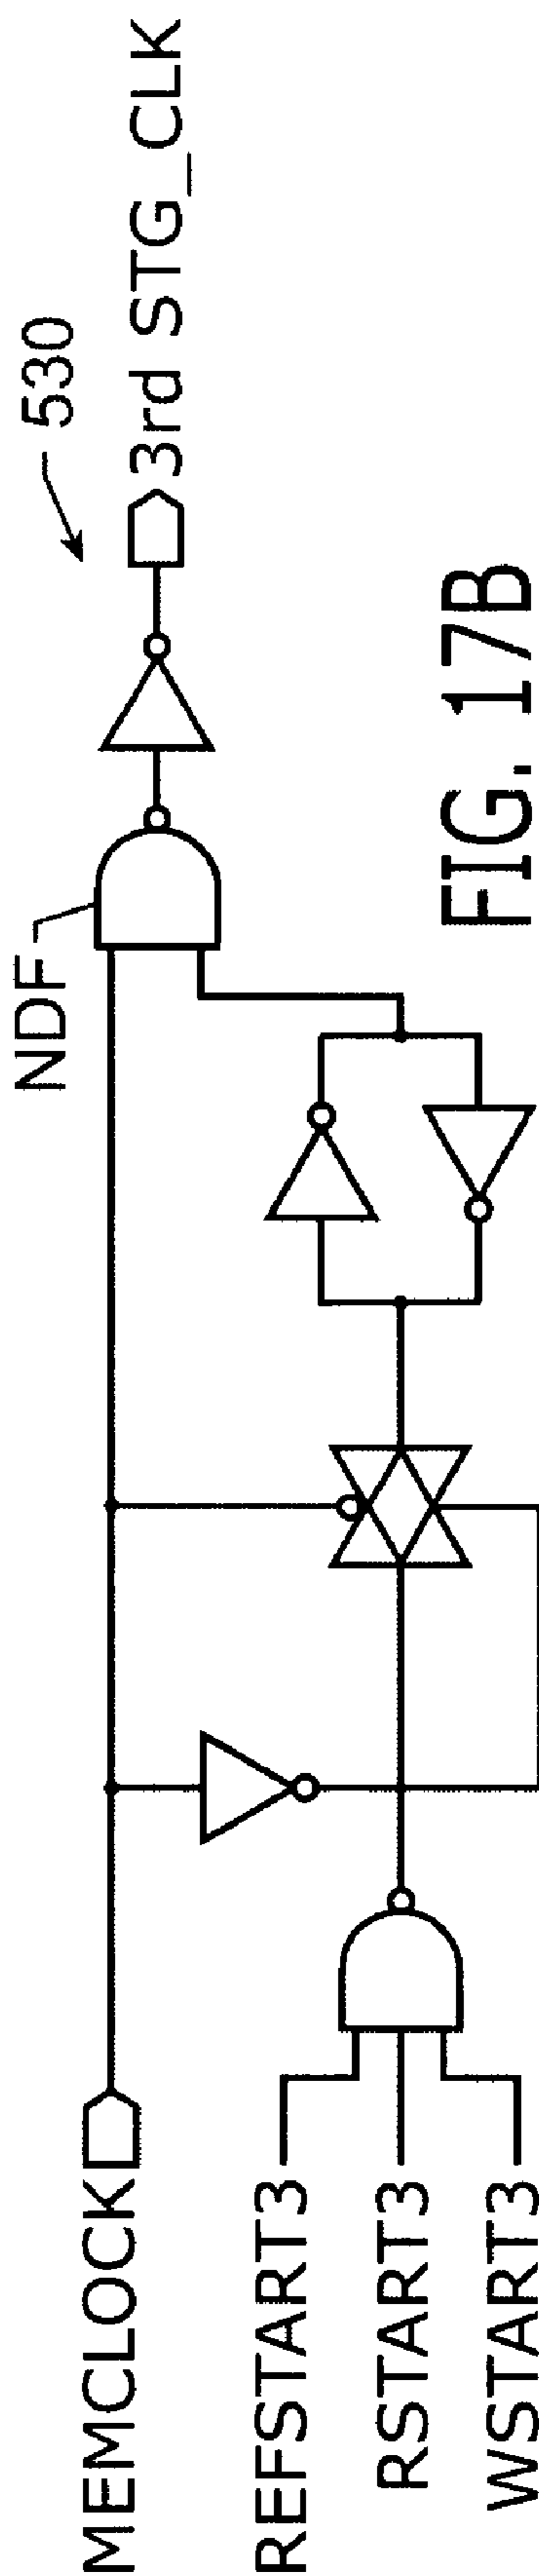 530
MEMCLOCK
NDF
3rd STG_CLK
REFSTART3
RSTART3
WSTART3
FIG. 17B